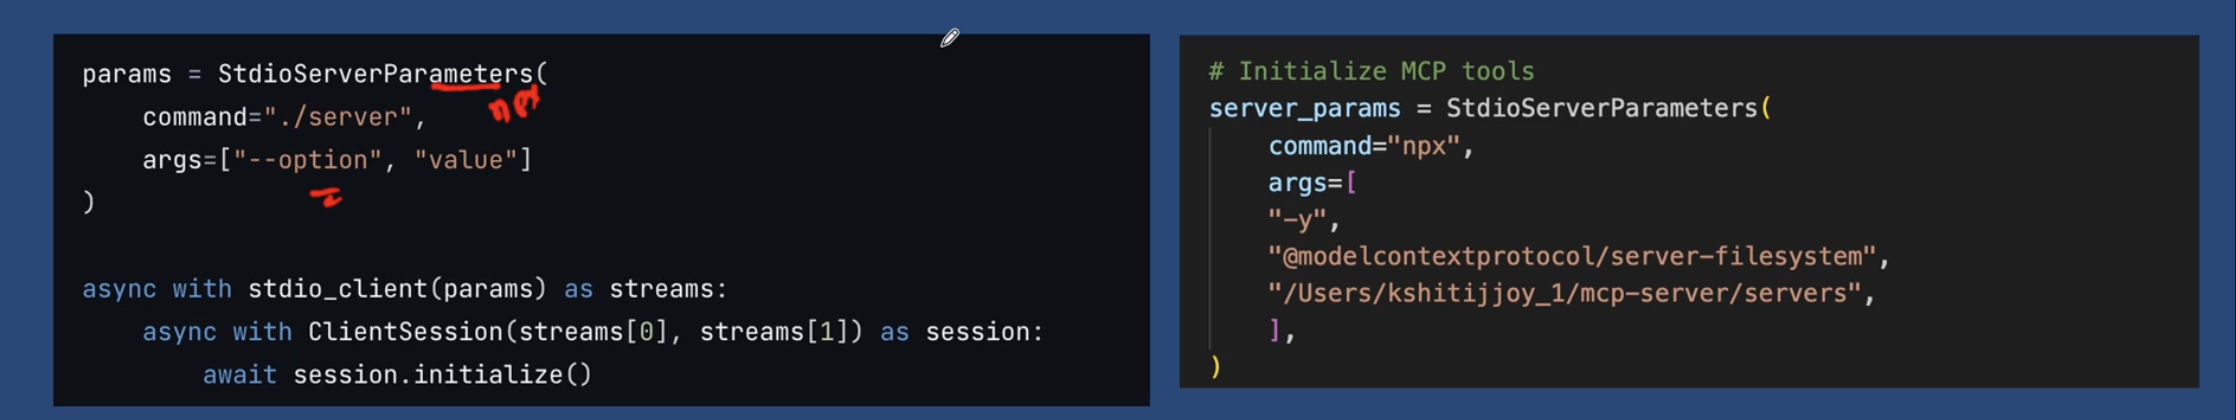 params = StdioServerParameters(
    command="./server",
    args=["--option", "value"]
)
async with stdio_client(params) as streams:
    async with ClientSession(streams[0], streams[1]) as session:
        await session.initialize()
# Initialize MCP tools
server_params = StdioServerParameters(
    command="npx",
    args=[
    "-y",
    "@modelcontextprotocol/server-filesystem",
    "/Users/kshitijjoy_1/mcp-server/servers",
    ],
)